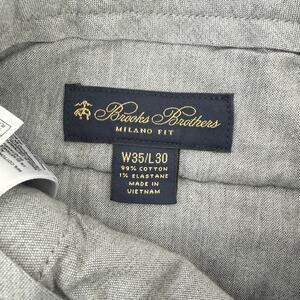 Brooks Brothers
MILANO FIT
W35/L30
99% COTTON
1% ELASTANE
MADE IN
VIETNAM